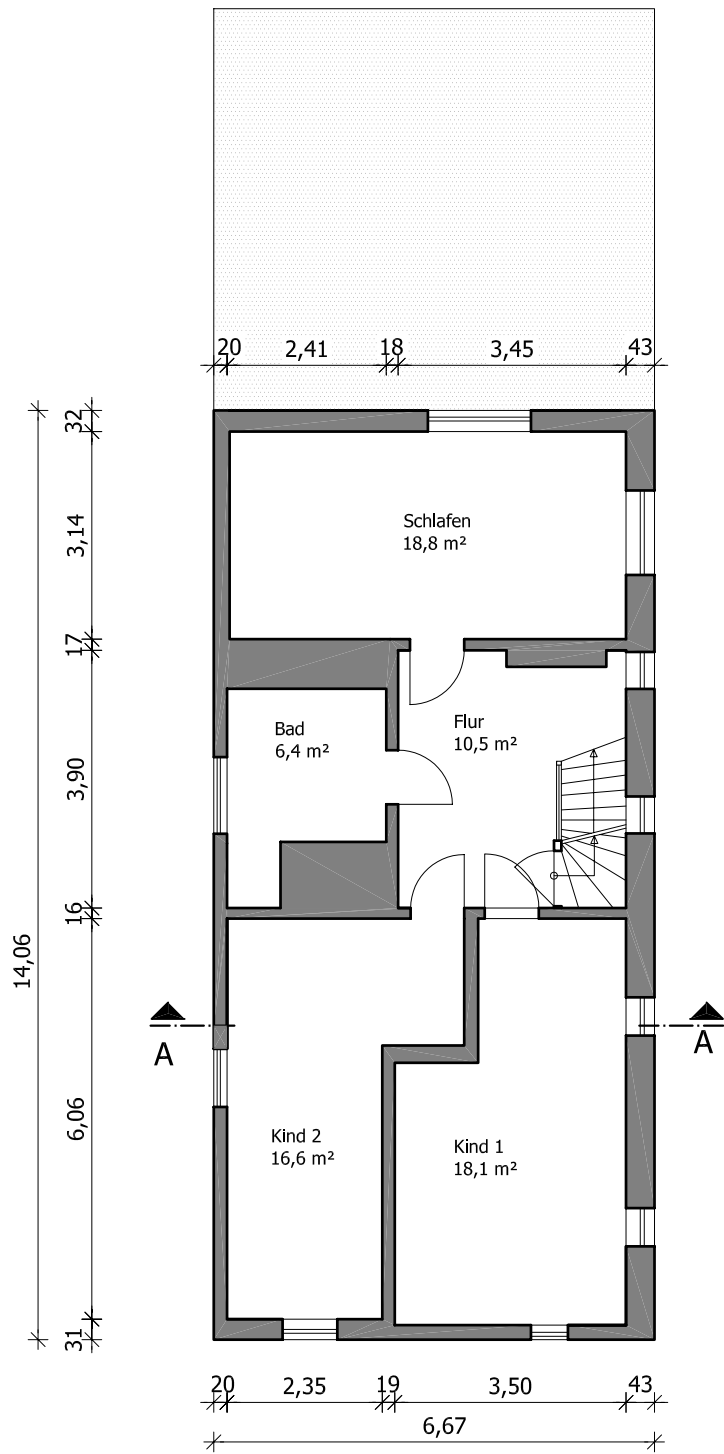 20 2,41 18 3,45 43
32
3,14
17
3,90
16
6,06
31
14,06
Schlafen
18,8 m²
Bad
6,4 m²
Flur
10,5 m²
A
A
Kind 2
16,6 m²
Kind 1
18,1 m²
20 2,35 19 3,50 43
6,67